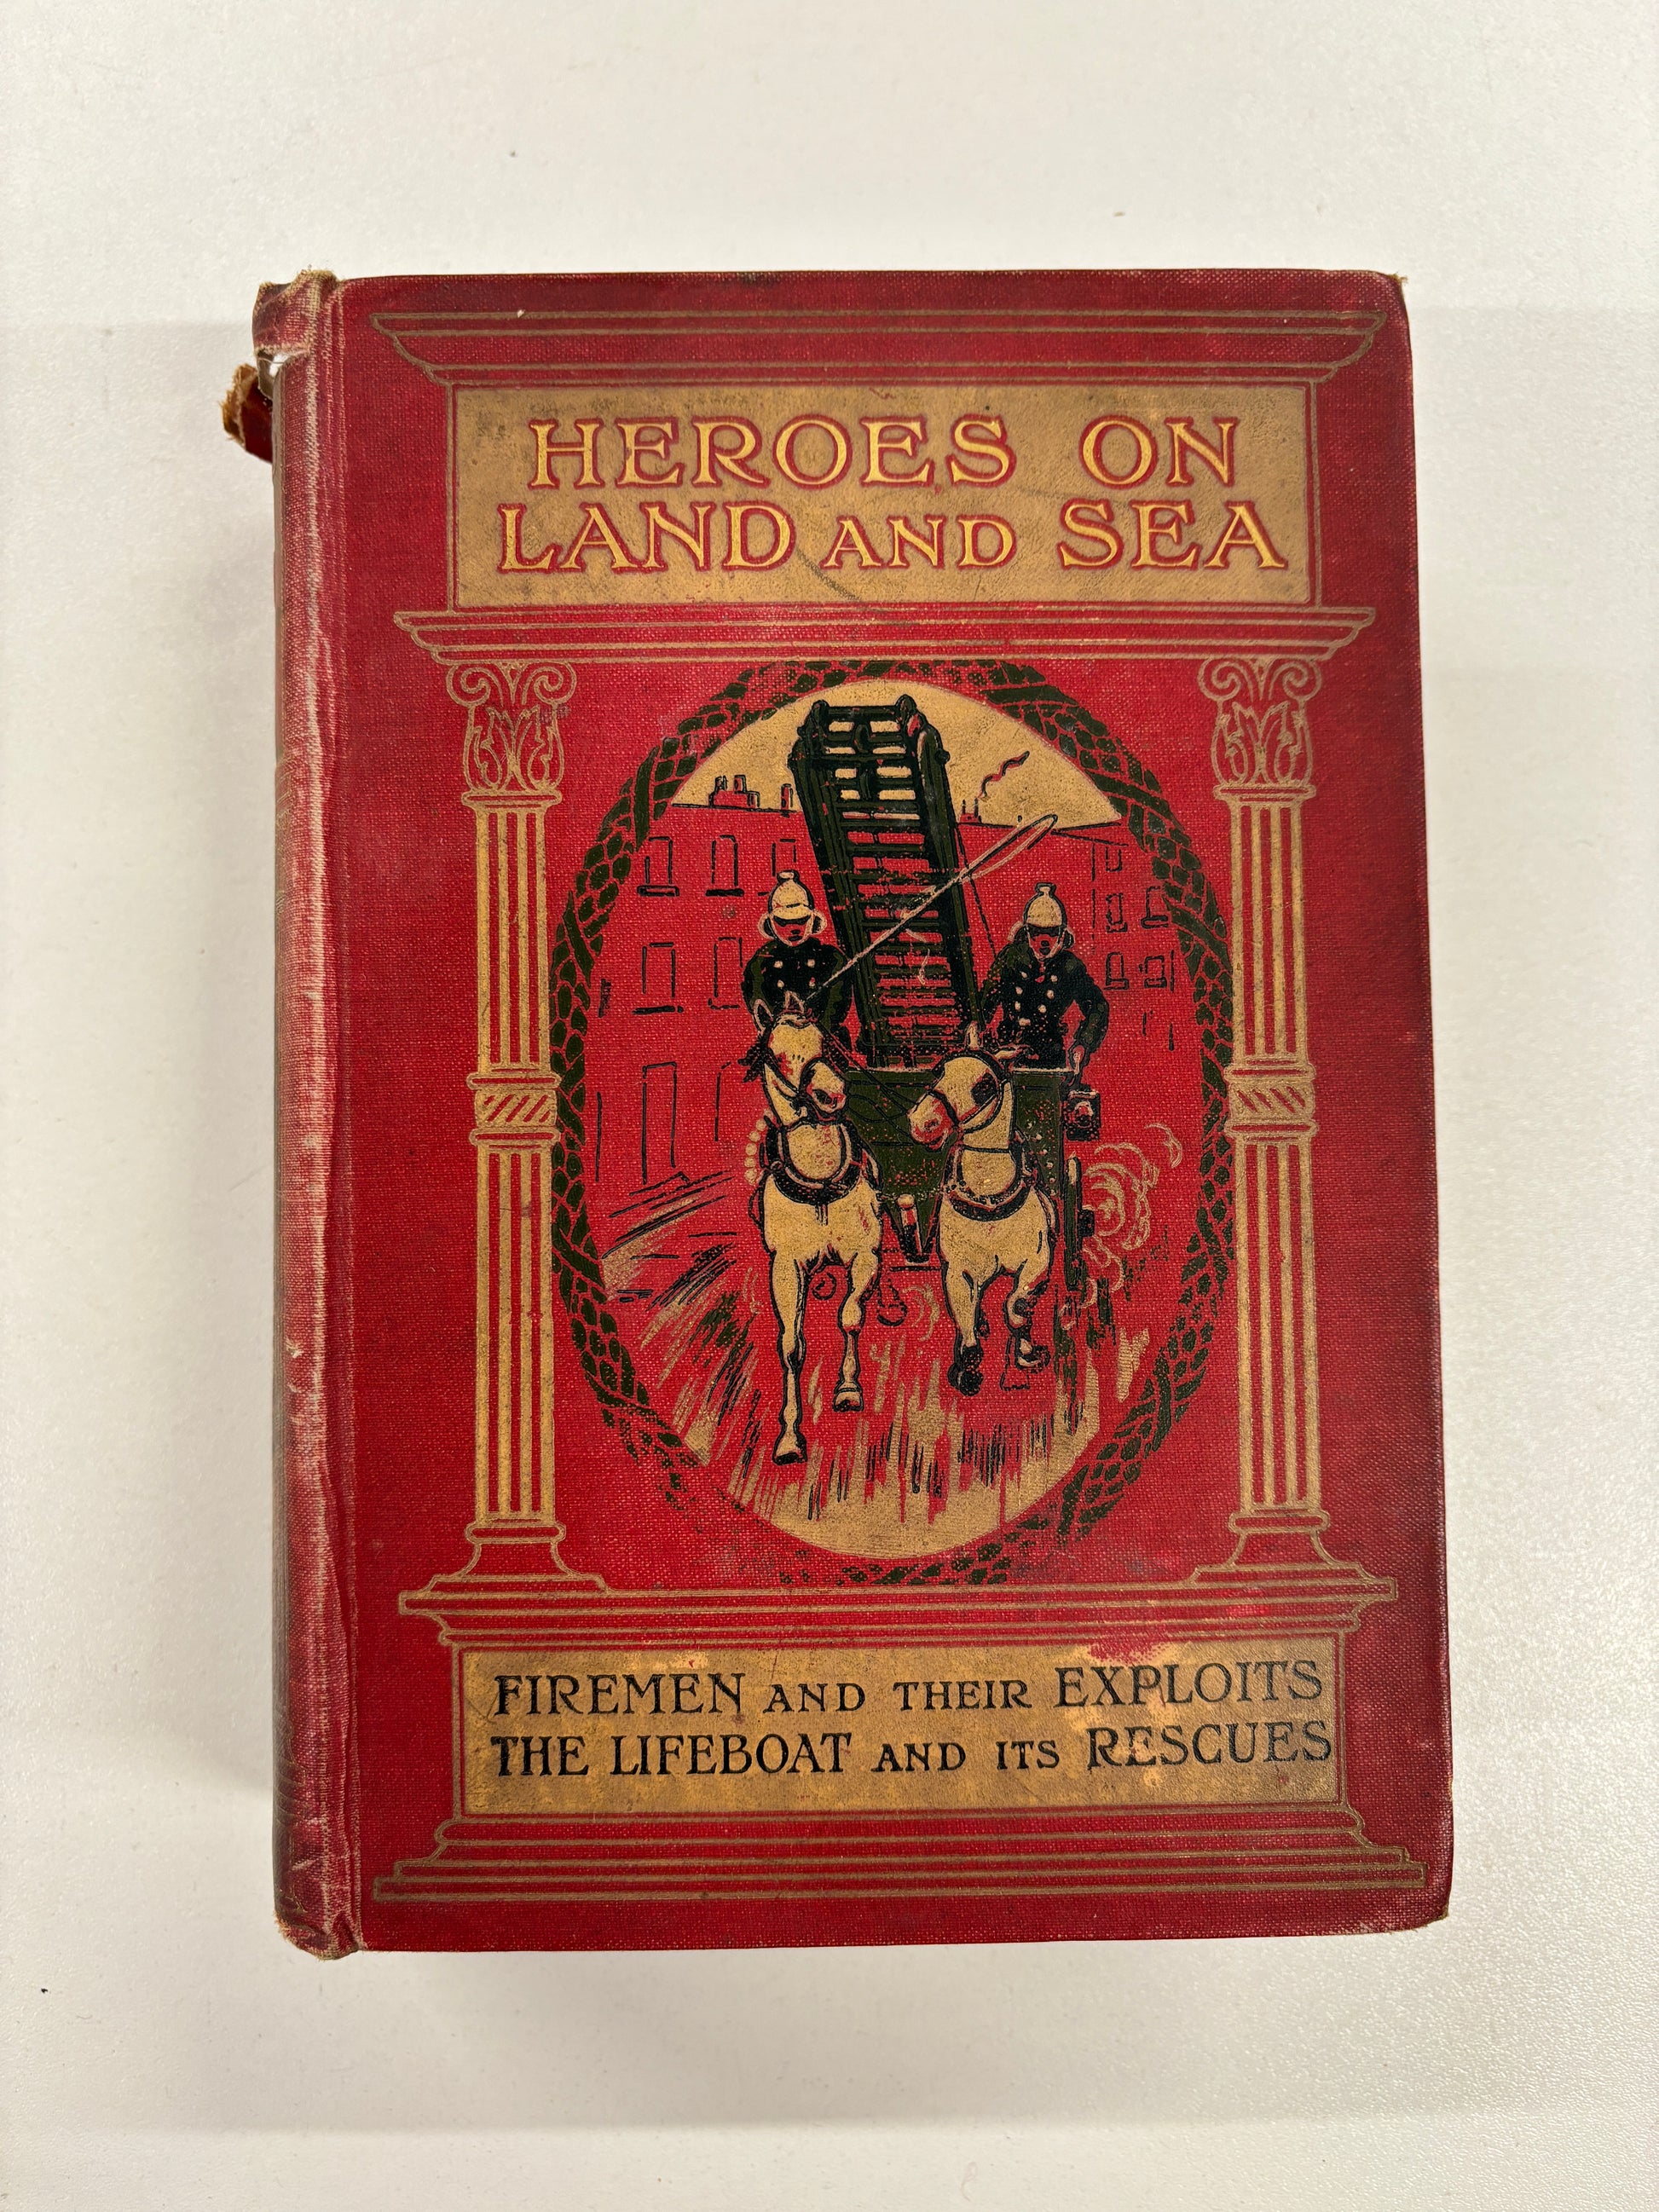 HEROES ON
LAND AND SEA
FIREMEN AND THEIR EXPLOITS
THE LIFEBOAT AND ITS RESCUES